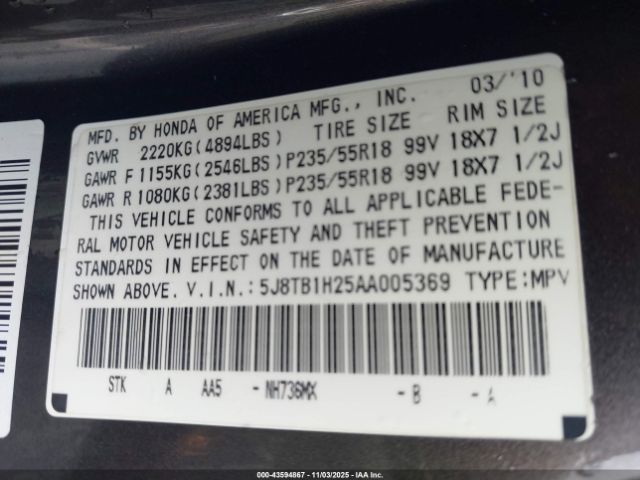 03/'10
MFD. BY HONDA OF AMERICA MFG., INC.
GVWR 2220KG(4894LBS) TIRE SIZE RIM SIZE
GAWR F 1155KG(2546LBS) P235/55R18 99V 18X7 1/2J
GAWR R 1080KG(2381LBS) P235/55R18 99V 18X7 1/2J
THIS VEHICLE CONFORMS TO ALL APPLICABLE FEDE-
RAL MOTOR VEHICLE SAFETY AND THEFT PREVENTION
STANDARDS IN EFFECT ON THE DATE OF MANUFACTURE
SHOWN ABOVE. V.I.N.:5J8TB1H25AA005369 TYPE:MPV
STK A AA5 -NH736MX -B -A
000-43594867 - 11/03/2025 - IAAI, Inc.